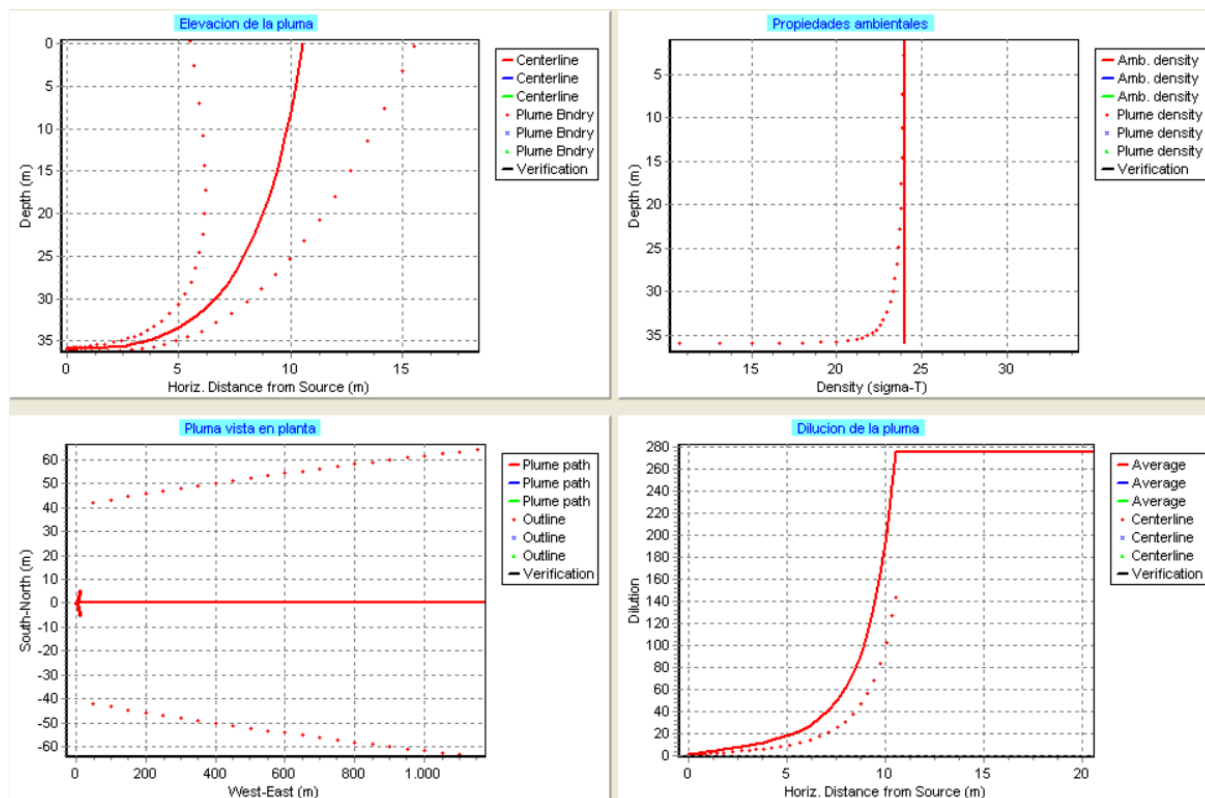 Elevacion de la pluma
0
5
10
15
20
25
30
35
Depth (m)
0
5
10
15
Horiz. Distance from Source (m)
Centerline
Centerline
Centerline
Plume Bndry
Plume Bndry
Plume Bndry
Verification
Propiedades ambientales
5
10
15
20
25
30
35
Depth (m)
15
20
25
30
Density (sigma-T)
Amb. density
Amb. density
Amb. density
Plume density
Plume density
Plume density
Verification
Pluma vista en planta
60
50
40
30
20
10
0
-10
-20
-30
-40
-50
-60
South-North (m)
0
200
400
600
800
1.000
West-East (m)
Plume path
Plume path
Plume path
Outline
Outline
Outline
Verification
Dilucion de la pluma
280
260
240
220
200
180
160
140
120
100
80
60
40
20
0
Dilution
0
5
10
15
20
Horiz. Distance from Source (m)
Average
Average
Average
Centerline
Centerline
Centerline
Verification